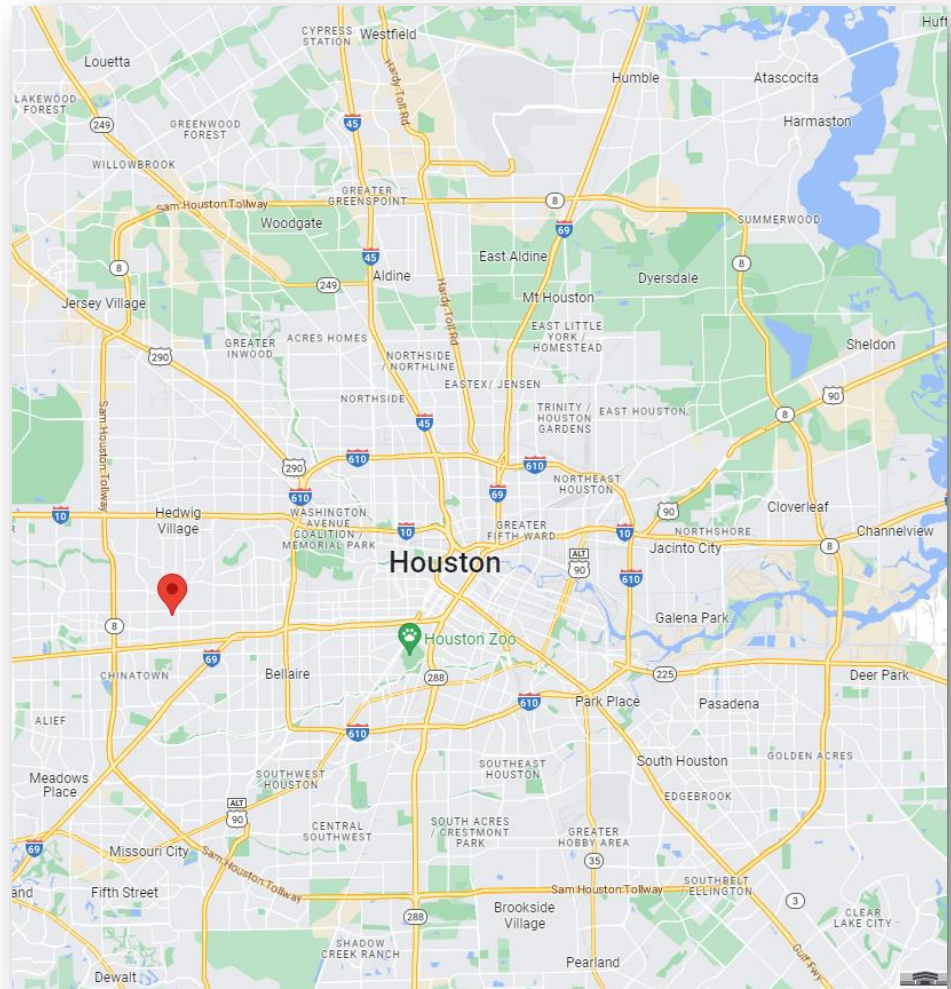 CYPRESS
STATION
Westfield
Huff
Louetta
Hardy Toll Rd
Humble
Atascocita
LAKEWOOD
FOREST
249
GREENWOOD
FOREST
45
Harmaston
WILLOWBROOK
GREATER
GREENSPOINT
Sam Houston Tollway
8
Woodgate
69
SUMMERWOOD
45
East Aldine
8
8
Aldine
249
Dyersdale
Jersey Village
Hardy Toll Rd
Mt Houston
290
GREATER
INWOOD
ACRES HOMES
EAST LITTLE
YORK /
HOMESTEAD
Sheldon
NORTHSIDE
/ NORTHLINE
EASTEX/ JENSEN
NORTHSIDE
TRINITY /
HOUSTON
GARDENS
EAST HOUSTON
90
8
Sam Houston Tollway
45
290
610
610
NORTHEAST
HOUSTON
610
69
Hedwig
Village
10
WASHINGTON
AVENUE
COALITION /
MEMORIAL PARK
10
GREATER
FIFTH WARD
90
Cloverleaf
10
NORTHSHORE
Channelview
8
Jacinto City
Houston
ALT
90
610
Galena Park
8
Houston Zoo
69
CHINATOWN
Bellaire
288
225
Deer Park
610
Park Place
Pasadena
ALIEF
610
GOLDEN ACRES
Meadows
Place
SOUTHWEST
HOUSTON
SOUTHEAST
HOUSTON
South Houston
EDGEBROOK
ALT
90
CENTRAL
SOUTHWEST
SOUTH ACRES
/ CRESTMONT
PARK
GREATER
HOBBY AREA
69
Missouri City
35
Sam Houston Tollway
and
Fifth Street
Sam Houston Tollway
SOUTHBELT
ELLINGTON
288
Brookside
Village
3
CLEAR
LAKE CITY
SHADOW
CREEK RANCH
Gulf Fwy
Dewalt
Pearland